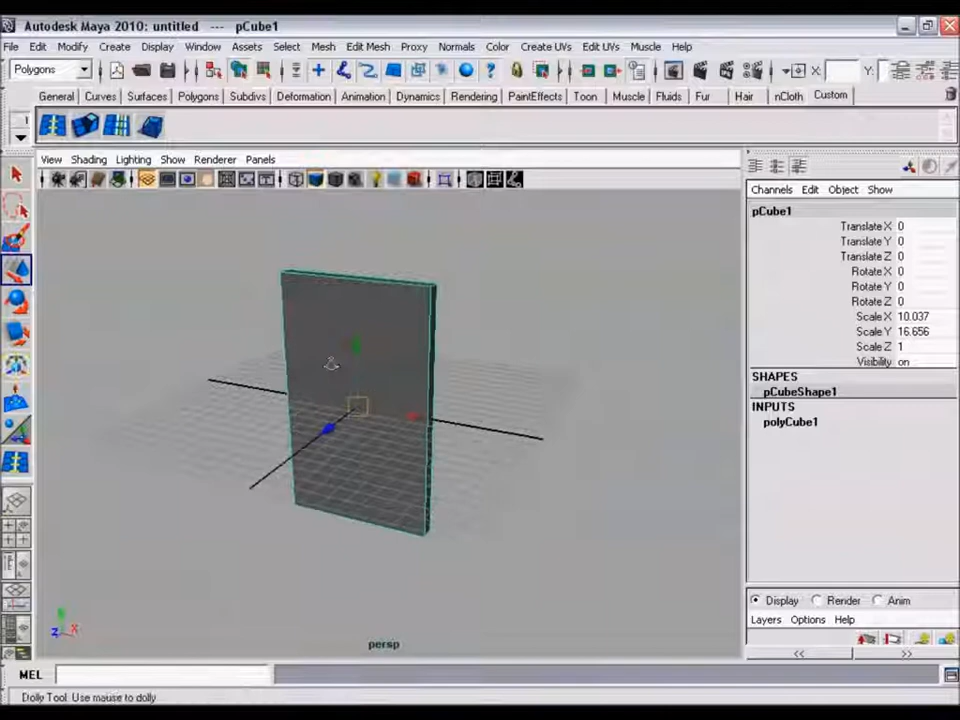 Autodesk Maya 2010: untitled --- pCube1
File Edit Modify Create Display Window Assets Select Mesh Edit Mesh Proxy Normals Color Create UVs Edit UVs Muscle Help
Polygons X: Y:
General Curves Surfaces Polygons Subdivs Deformation Animation Dynamics Rendering PaintEffects Toon Muscle Fluids Fur Hair nCloth Custom
1
View Shading Lighting Show Renderer Panels
Channels Edit Object Show
pCube1
Translate X 0
Translate Y 0
Translate Z 0
Rotate X 0
Rotate Y 0
Rotate Z 0
Scale X 10.037
Scale Y 16.656
Scale Z 1
Visibility on
SHAPES
pCubeShape1
INPUTS
polyCube1
Display Render Anim
Layers Options Help
Z X
persp
<< >>
MEL
Dolly Tool: Use mouse to dolly